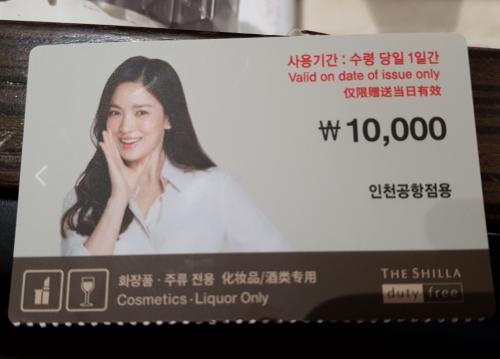 사용기간 : 수령 당일 1일간
Valid on date of issue only
仅限赠送当日有效
₩10,000
인천공항점용
화장품 · 주류 전용 化妆品/酒类专用
Cosmetics · Liquor Only
THE SHILLA
duty free